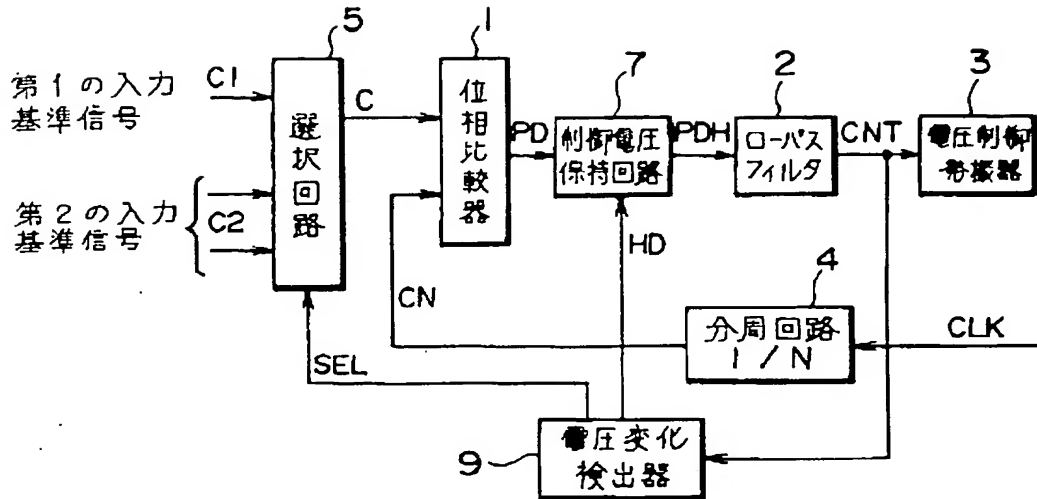 5
1
7
2
3
第1の入力
基準信号
C1
選択回路
C
位相比較器
PD
制御電圧
保持回路
PDH
ローパス
フィルタ
CNT
電圧制御
発振器
第2の入力
基準信号
C2
HD
CN
4
分周回路
1/N
CLK
SEL
電圧変化
検出器
9